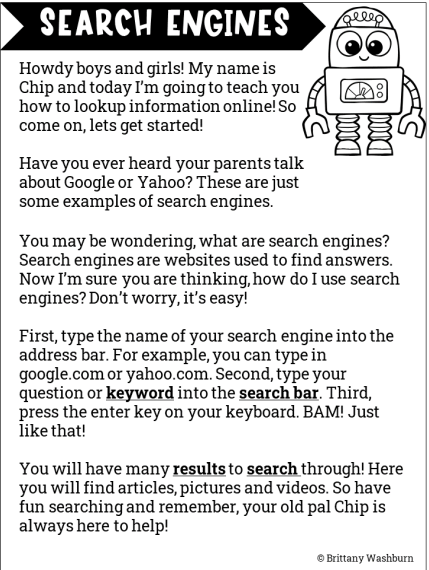 SEARCH ENGINES
Howdy boys and girls! My name is
Chip and today I'm going to teach you
how to lookup information online! So
come on, lets get started!
Have you ever heard your parents talk
about Google or Yahoo? These are just
some examples of search engines.
You may be wondering, what are search engines?
Search engines are websites used to find answers.
Now I'm sure you are thinking, how do I use search
engines? Don't worry, it's easy!
First, type the name of your search engine into the
address bar. For example, you can type in
google.com or yahoo.com. Second, type your
question or keyword into the search bar. Third,
press the enter key on your keyboard. BAM! Just
like that!
You will have many results to search through! Here
you will find articles, pictures and videos. So have
fun searching and remember, your old pal Chip is
always here to help!
© Brittany Washburn